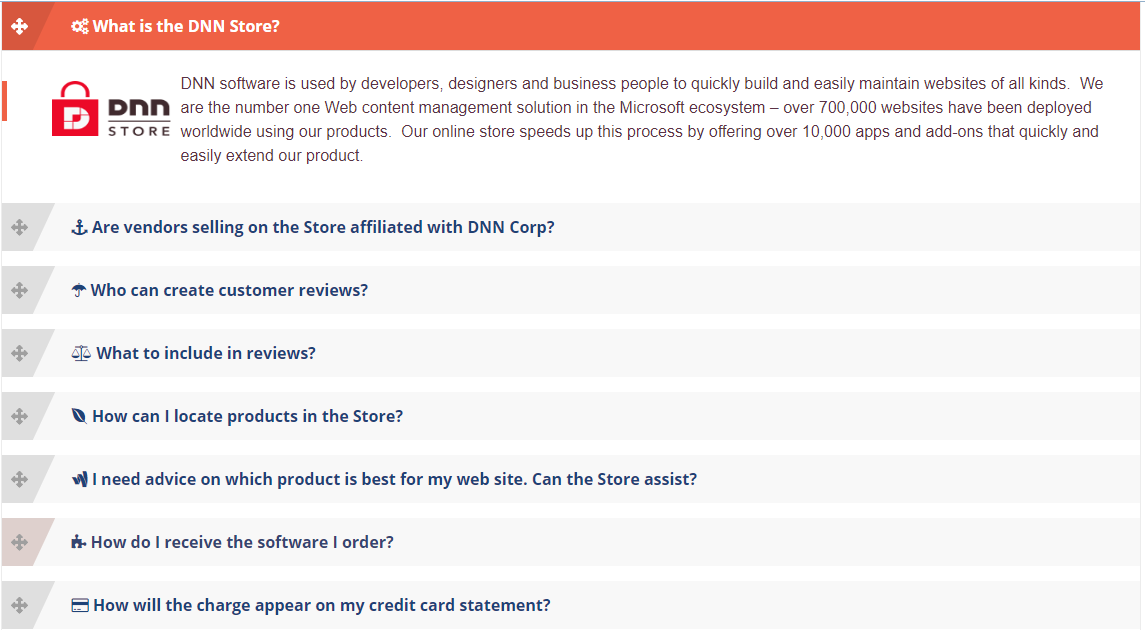 What is the DNN Store?
DNN software is used by developers, designers and business people to quickly build and easily maintain websites of all kinds.  We
are the number one Web content management solution in the Microsoft ecosystem – over 700,000 websites have been deployed
worldwide using our products.  Our online store speeds up this process by offering over 10,000 apps and add-ons that quickly and
easily extend our product.
DNN
STORE
Are vendors selling on the Store affiliated with DNN Corp?
Who can create customer reviews?
What to include in reviews?
How can I locate products in the Store?
I need advice on which product is best for my web site. Can the Store assist?
How do I receive the software I order?
How will the charge appear on my credit card statement?